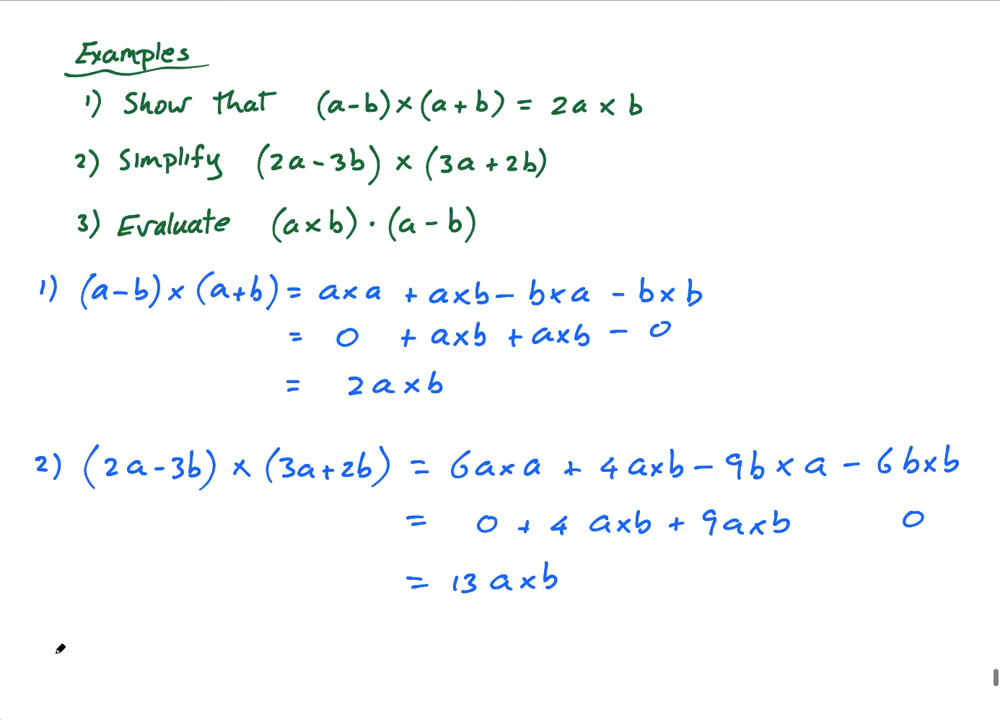 Examples
1) Show that (a-b)×(a+b) = 2a × b
2) Simplify (2a-3b) × (3a+2b)
3) Evaluate (a×b)·(a-b)
1) (a-b)×(a+b) = a×a + a×b - b×a - b×b
= 0 + a×b + a×b - 0
= 2a×b
2) (2a-3b) × (3a+2b) = 6a×a + 4a×b - 9b×a - 6b×b
= 0 + 4a×b + 9a×b 0
= 13a×b